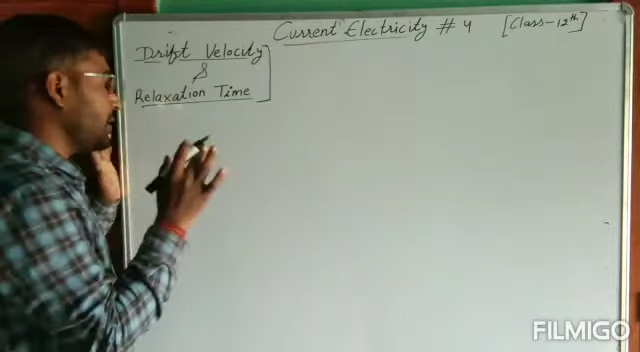 Current Electricity # 4 [Class-12th]
Drift Velocity
&
Relaxation Time
FILMIGO